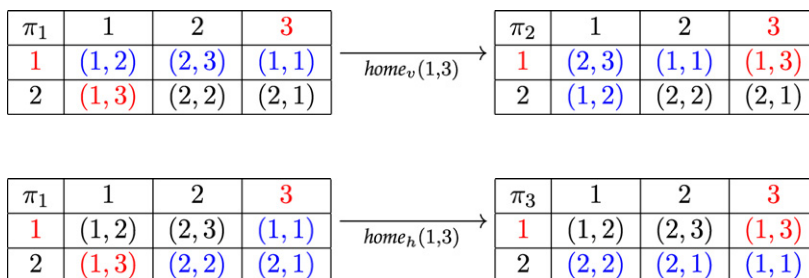 π₁ 1 2 3 π₂ 1 2 3
1 (1, 2) (2, 3) (1, 1) home_v(1,3) 1 (2, 3) (1, 1) (1, 3)
2 (1, 3) (2, 2) (2, 1) 2 (1, 2) (2, 2) (2, 1)
π₁ 1 2 3 π₃ 1 2 3
1 (1, 2) (2, 3) (1, 1) home_h(1,3) 1 (1, 2) (2, 3) (1, 3)
2 (1, 3) (2, 2) (2, 1) 2 (2, 2) (2, 1) (1, 1)